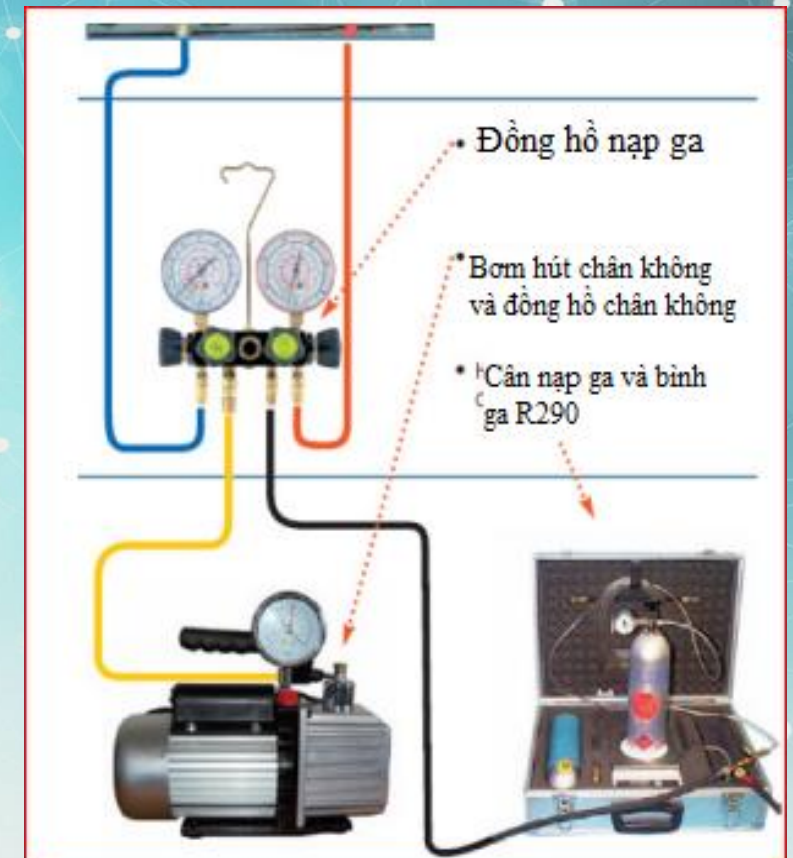 • Đồng hồ nạp ga
• Bơm hút chân không
và đồng hồ chân không
• Cân nạp ga và bình
ga R290